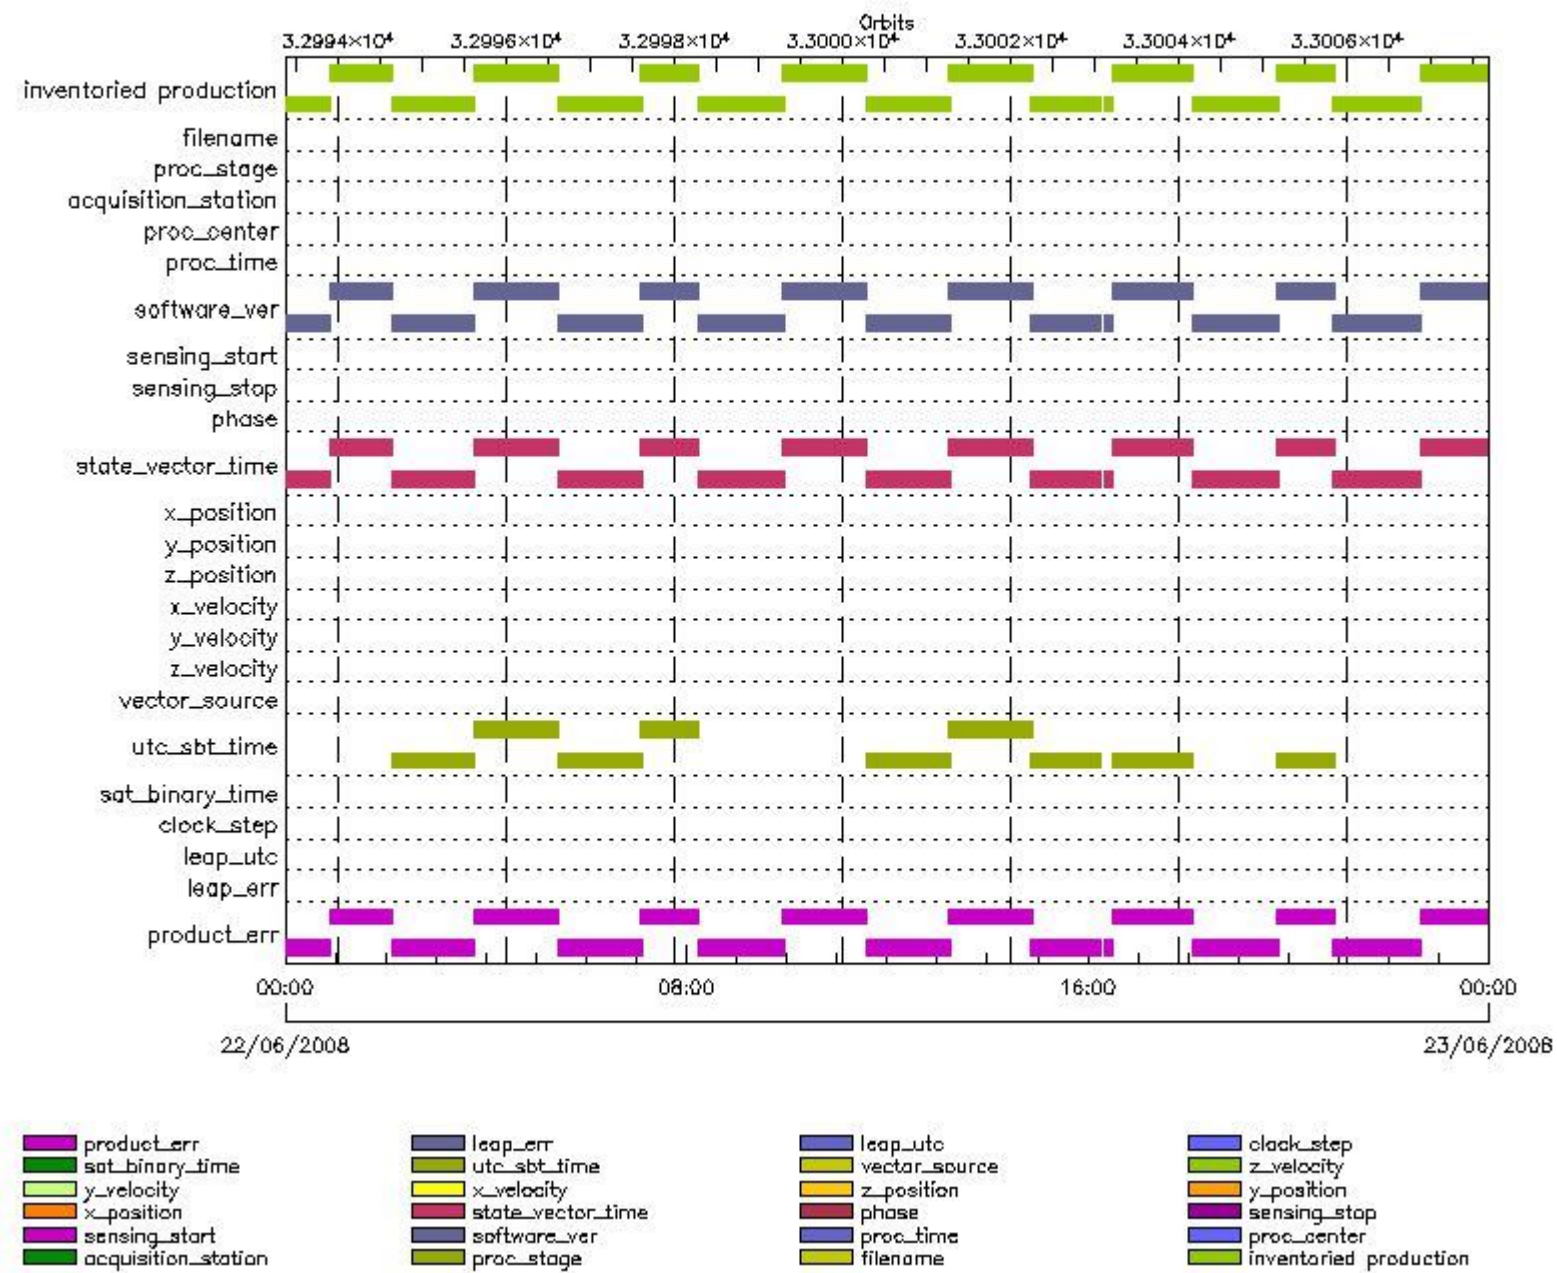 Orbits
3.2994×10⁴ 3.2996×10⁴ 3.2998×10⁴ 3.3000×10⁴ 3.3002×10⁴ 3.3004×10⁴ 3.3006×10⁴
inventoried production
filename
proc_stage
acquisition_station
proc_center
proc_time
software_ver
sensing_start
sensing_stop
phase
state_vector_time
x_position
y_position
z_position
x_velocity
y_velocity
z_velocity
vector_source
utc_sbt_time
sat_binary_time
clock_step
leap_utc
leap_err
product_err
00:00 08:00 16:00 00:00
22/06/2008 23/06/2008
product_err leap_err leap_utc clock_step
sat_binary_time utc_sbt_time vector_source z_velocity
y_velocity x_velocity z_position y_position
x_position state_vector_time phase sensing_stop
sensing_start software_ver proc_time proc_center
acquisition_station proc_stage filename inventoried production